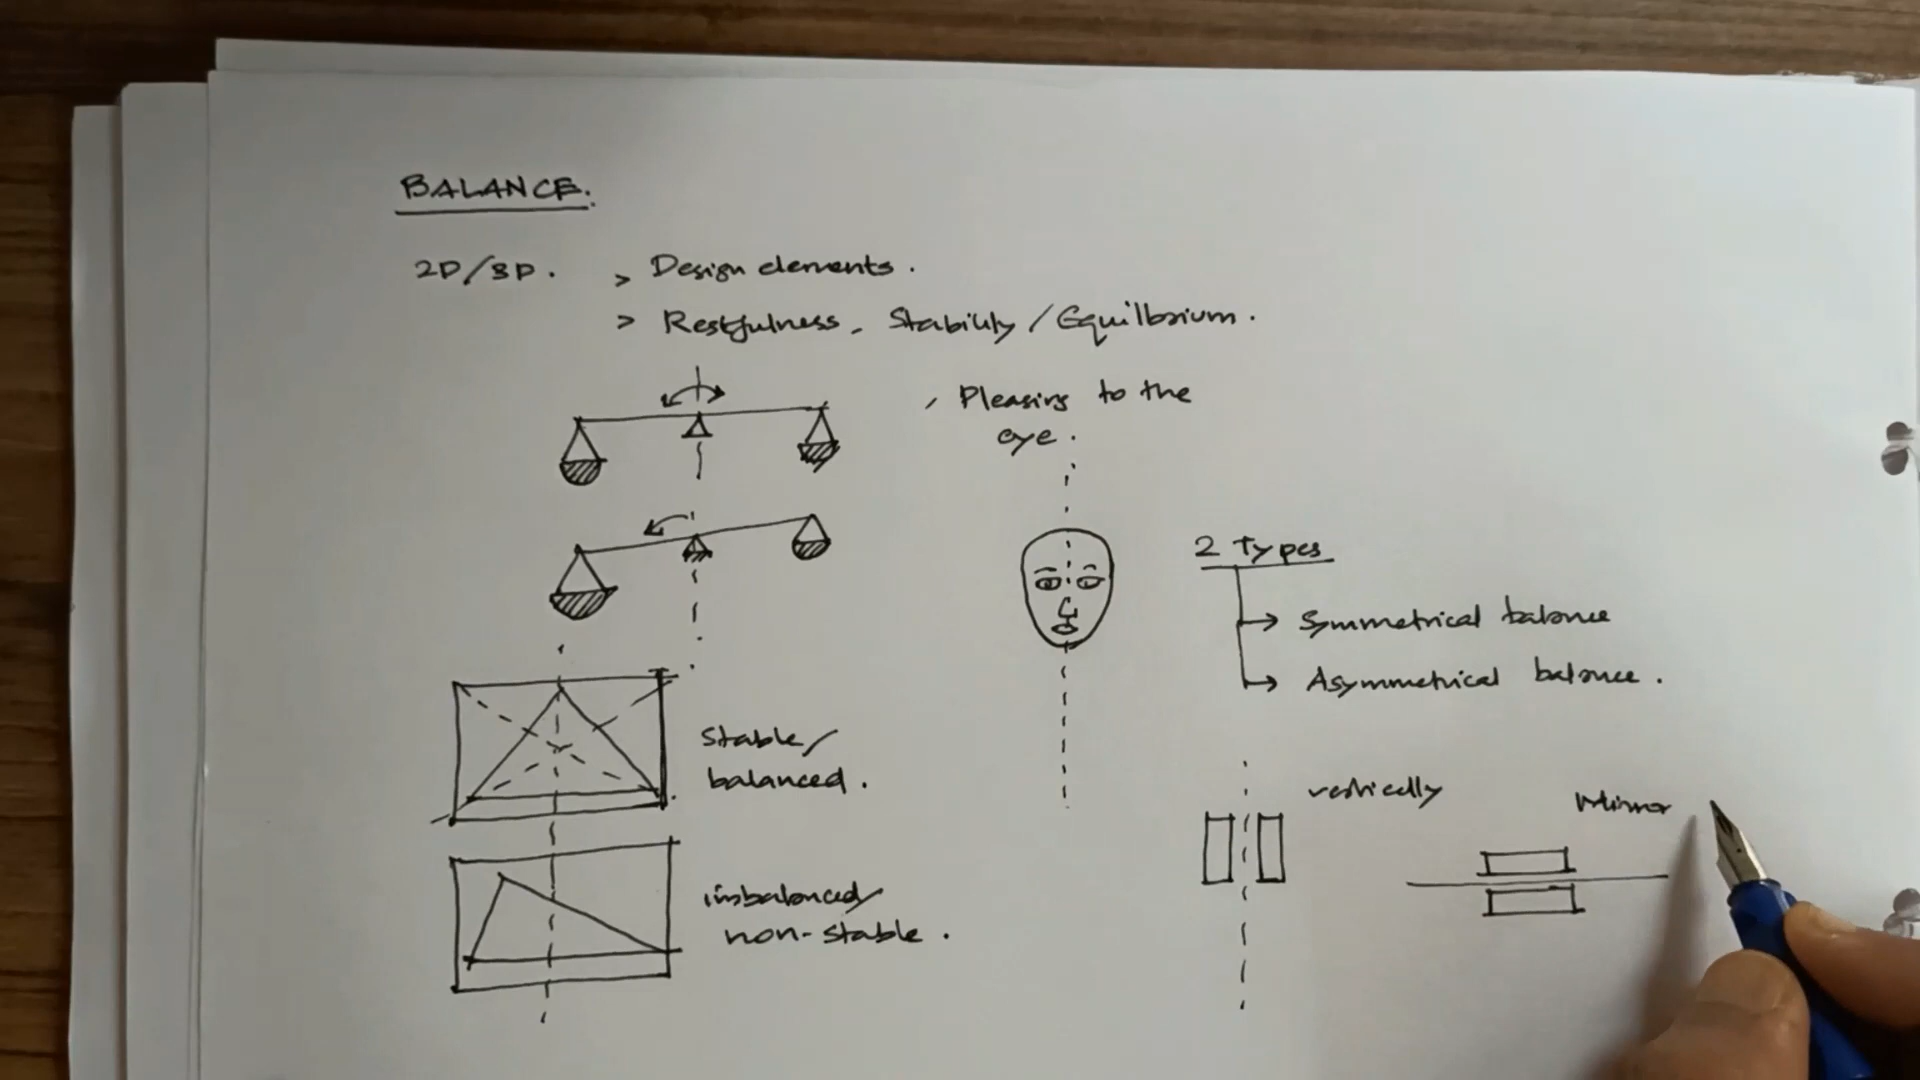 BALANCE.
2D/3D. > Design elements.
> Restfulness, Stability/Equilbrium.
, Pleasing to the
eye.
2 Types
→ Symmetrical balance
→ Asymmetrical balance.
Stable/
balanced.
vertically
Mirror
imbalanced/
non-stable.